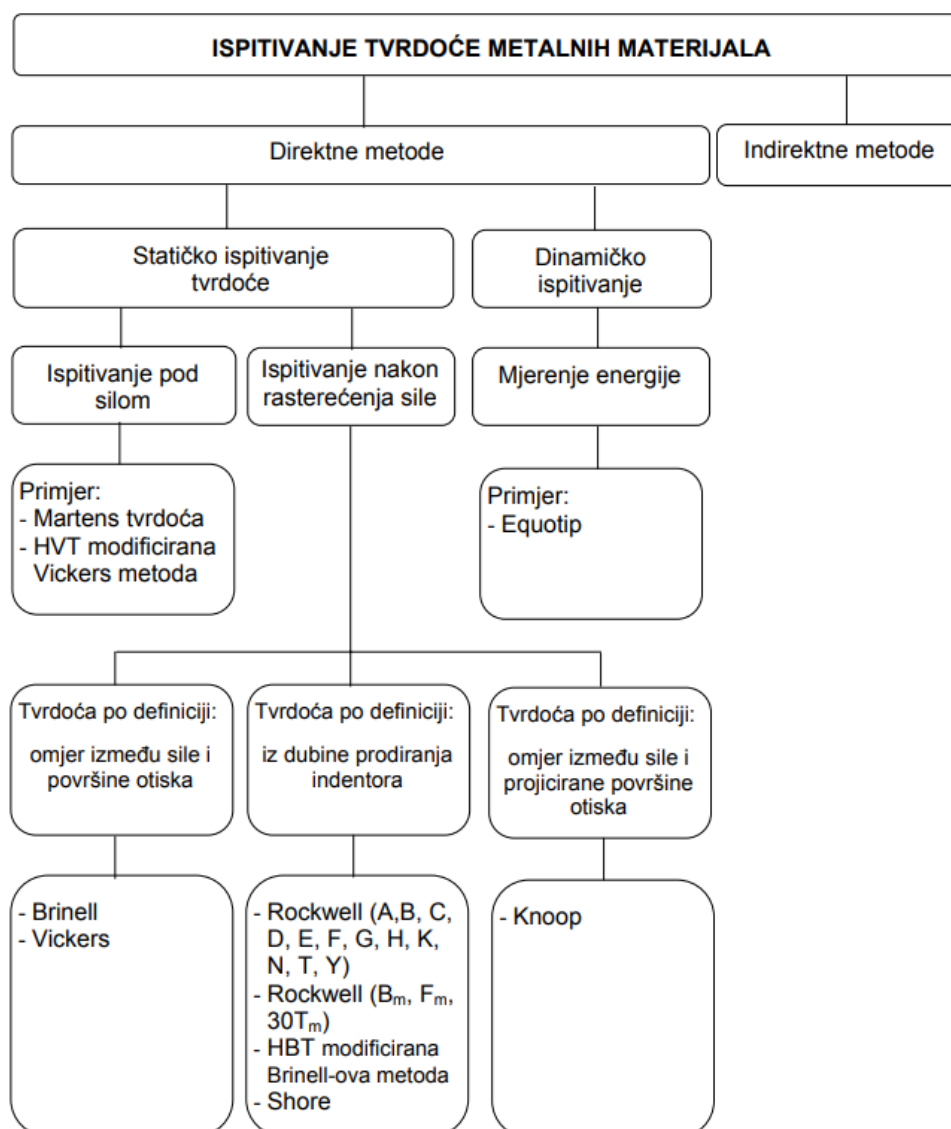 ISPITIVANJE TVRDOĆE METALNIH MATERIJALA
Direktne metode
Indirektne metode
Statičko ispitivanje
tvrdoće
Dinamičko
ispitivanje
Ispitivanje pod
silom
Ispitivanje nakon
rasterećenja sile
Mjerenje energije
Primjer:
- Martens tvrdoća
- HVT modificirana
Vickers metoda
Primjer:
- Equotip
Tvrdoća po definiciji:
omjer između sile i
površine otiska
Tvrdoća po definiciji:
iz dubine prodiranja
indentora
Tvrdoća po definiciji:
omjer između sile i
projicirane površine
otiska
- Brinell
- Vickers
- Rockwell (A,B, C,
D, E, F, G, H, K,
N, T, Y)
- Rockwell (Bm, Fm,
30Tm)
- HBT modificirana
Brinell-ova metoda
- Shore
- Knoop